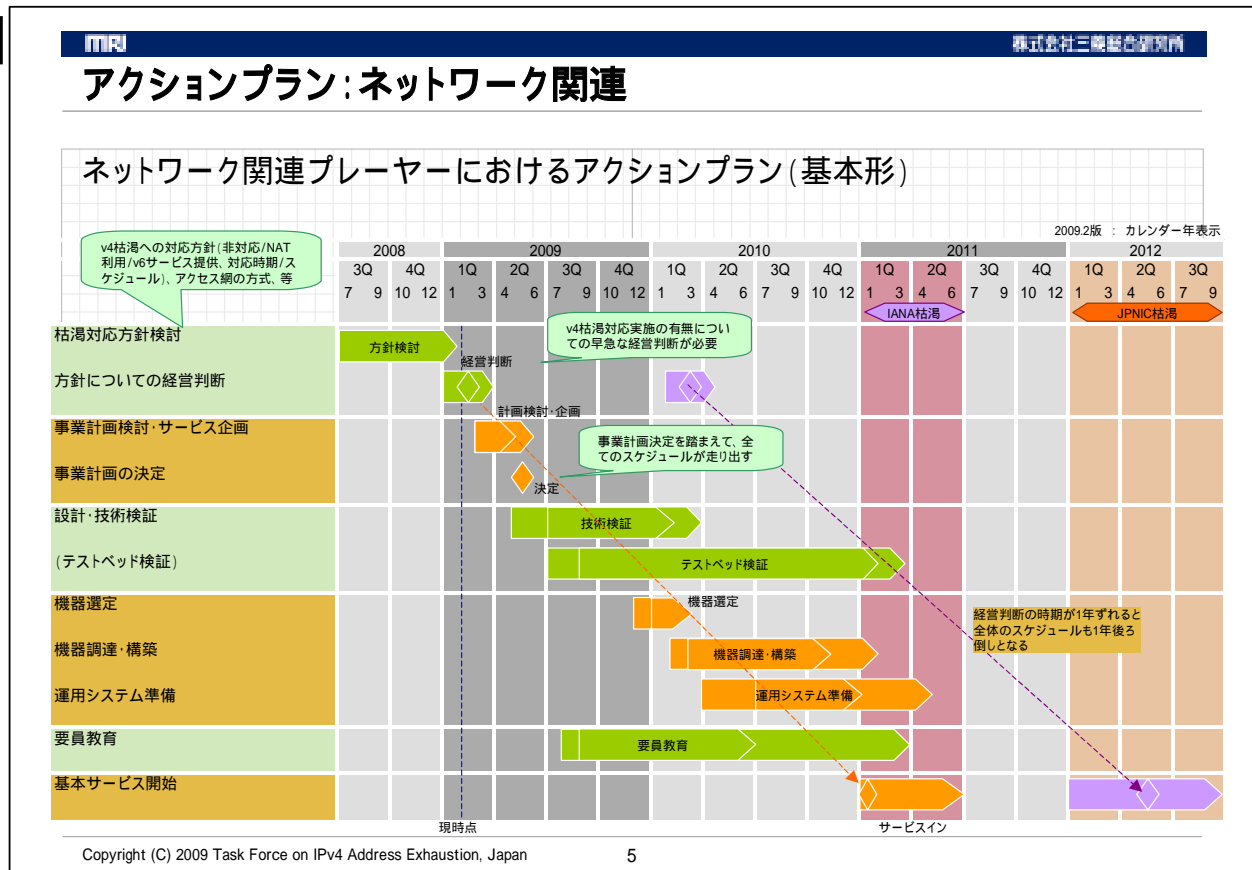 MRI 株式会社三菱総合研究所
アクションプラン:ネットワーク関連
ネットワーク関連プレーヤーにおけるアクションプラン(基本形)
2009.2版 : カレンダー年表示
v4枯渇への対応方針(非対応/NAT
利用/v6サービス提供、対応時期/ス
ケジュール)、アクセス網の方式、等
2008 2009 2010 2011 2012
3Q 4Q 1Q 2Q 3Q 4Q 1Q 2Q 3Q 4Q 1Q 2Q 3Q 4Q 1Q 2Q 3Q
7 9 10 12 1 3 4 6 7 9 10 12 1 3 4 6 7 9 10 12 1 3 4 6 7 9 10 12 1 3 4 6 7 9
IANA枯渇 JPNIC枯渇
枯渇対応方針検討
方針検討
v4枯渇対応実施の有無につい
ての早急な経営判断が必要
経営判断
方針についての経営判断
計画検討・企画
事業計画検討・サービス企画
事業計画決定を踏まえて、全
てのスケジュールが走り出す
事業計画の決定
決定
設計・技術検証
技術検証
(テストベッド検証)
テストベッド検証
機器選定
機器選定
経営判断の時期が1年ずれると
全体のスケジュールも1年後ろ
倒しとなる
機器調達・構築
機器調達・構築
運用システム準備
運用システム準備
要員教育
要員教育
基本サービス開始
現時点 サービスイン
Copyright (C) 2009 Task Force on IPv4 Address Exhaustion, Japan 5